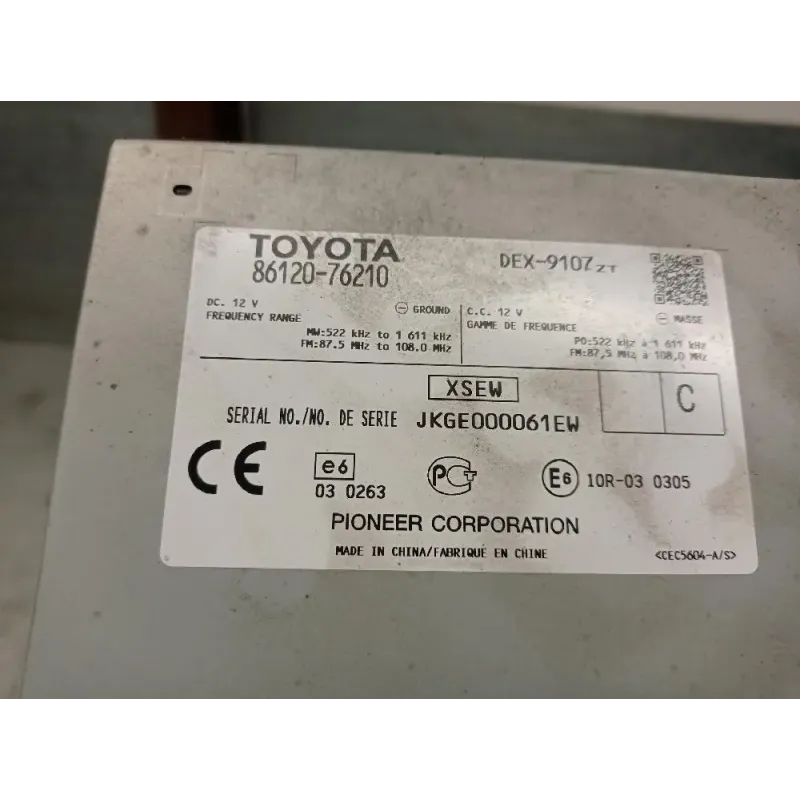 TOYOTA
86120-76210
DEX-9107 ZT
DC. 12 V ⊖ GROUND
FREQUENCY RANGE
MW:522 kHz to 1 611 kHz
FM:87.5 MHz to 108.0 MHz
C.C. 12 V ⊖ MASSE
GAMME DE FREQUENCE
PO:522 kHz à 1 611 kHz
FM:87,5 MHz à 108,0 MHz
XSEW
C
SERIAL NO./NO. DE SERIE JKGE000061EW
CE
e6
03 0263
PCT
E6 10R-03 0305
PIONEER CORPORATION
MADE IN CHINA/FABRIQUÉ EN CHINE
<CEC5604-A/S>